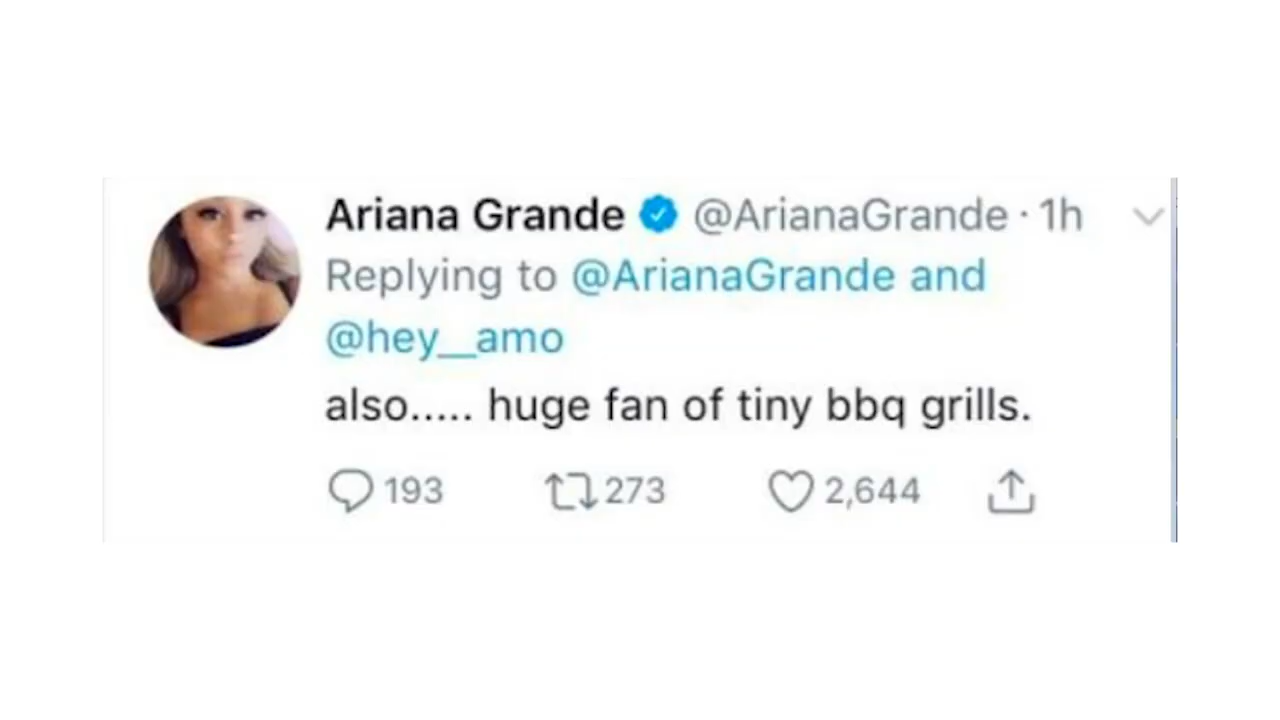 Ariana Grande @ArianaGrande · 1h
Replying to @ArianaGrande and
@hey__amo
also..... huge fan of tiny bbq grills.
193 273 2,644